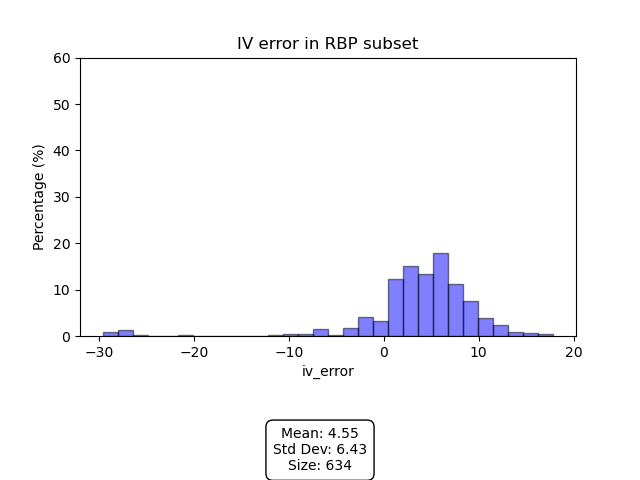 IV error in RBP subset
60
50
40
30
20
10
0
Percentage (%)
−30
−20
−10
0
10
20
iv_error
Mean: 4.55
Std Dev: 6.43
Size: 634